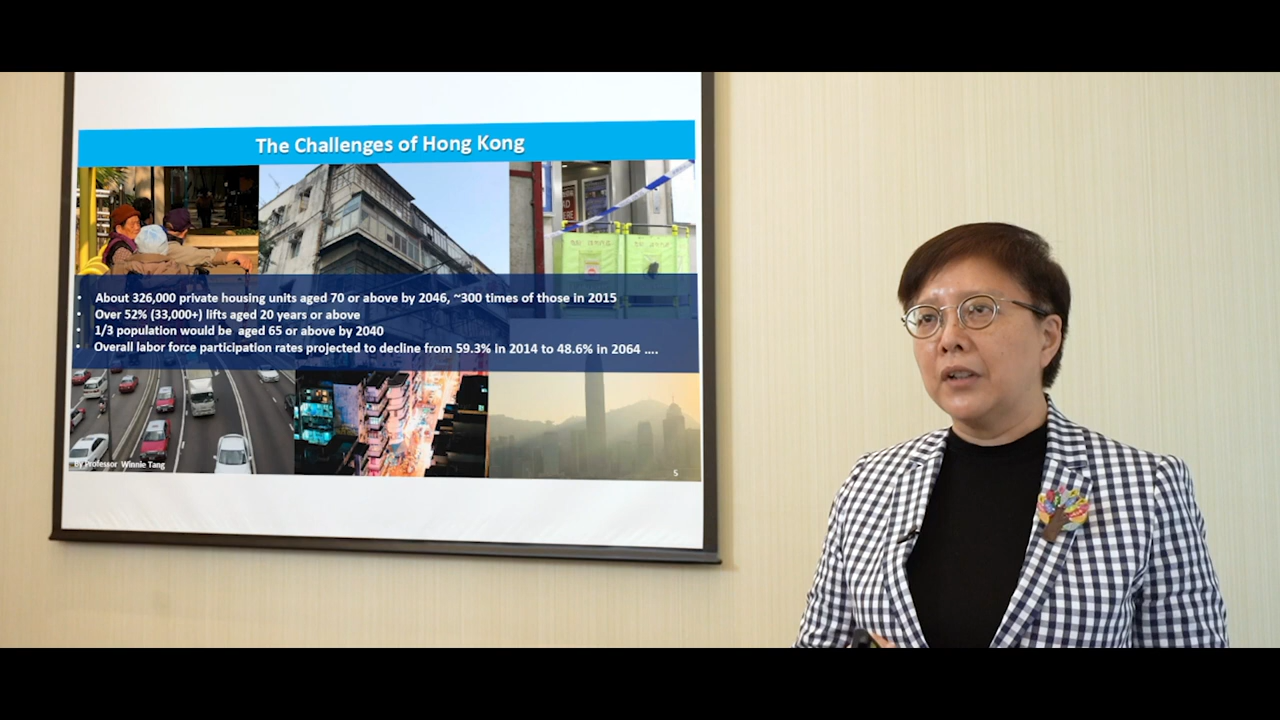 The Challenges of Hong Kong
• About 326,000 private housing units aged 70 or above by 2046, ~300 times of those in 2015
• Over 52% (33,000+) lifts aged 20 years or above
• 1/3 population would be aged 65 or above by 2040
• Overall labor force participation rates projected to decline from 59.3% in 2014 to 48.6% in 2064 ....
by Professor Winnie Tang
5